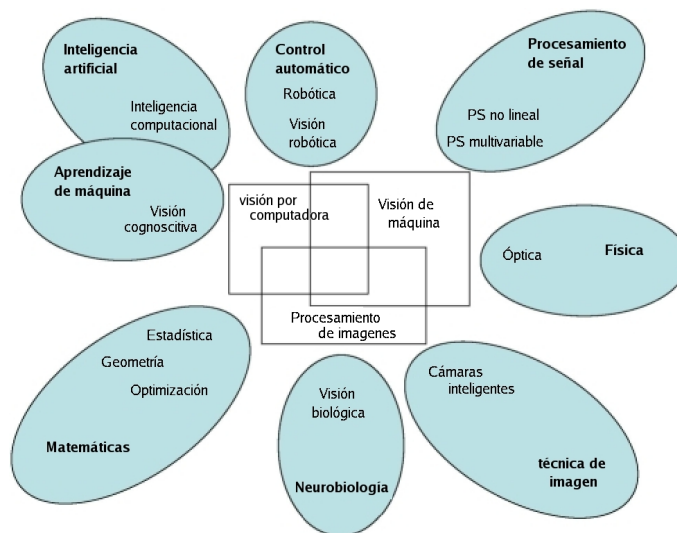 Inteligencia
artificial
Inteligencia
computacional
Control
automático
Robótica
Visión
robótica
Procesamiento
de señal
PS no lineal
PS multivariable
Aprendizaje
de máquina
Visión
cognoscitiva
visión por
computadora
Visión de
máquina
Procesamiento
de imagenes
Óptica
Física
Estadística
Geometría
Optimización
Matemáticas
Visión
biológica
Neurobiología
Cámaras
inteligentes
técnica de
imagen